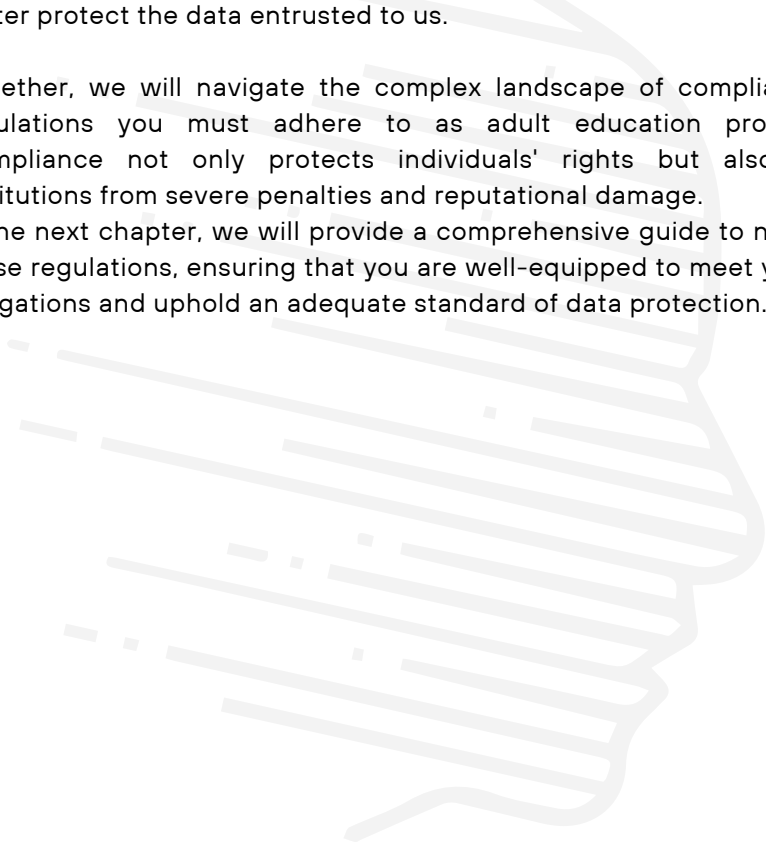 ter protect the data entrusted to us.
ether, we will navigate the complex landscape of complia
ulations you must adhere to as adult education pro
mpliance not only protects individuals' rights but also
itutions from severe penalties and reputational damage.
he next chapter, we will provide a comprehensive guide to n
se regulations, ensuring that you are well-equipped to meet y
gations and uphold an adequate standard of data protection.